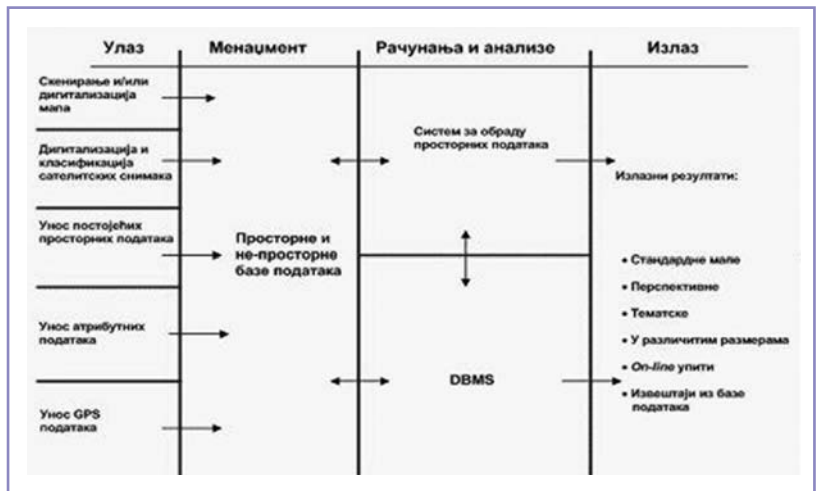 Улаз
Менаџмент
Рачунања и анализе
Излаз
Скенирање и/или
дигитализација
мапа
Дигитализација и
класификација
сателитских снимака
Унос постојећих
просторних података
Унос атрибутних
података
Унос GPS
података
Просторне и
не-просторне
базе података
Систем за обраду
просторних података
DBMS
Излазни резултати:
• Стандардне мапе
• Перспективне
• Тематске
• У различитим размерама
• On-line упити
• Извештаји из базе
података